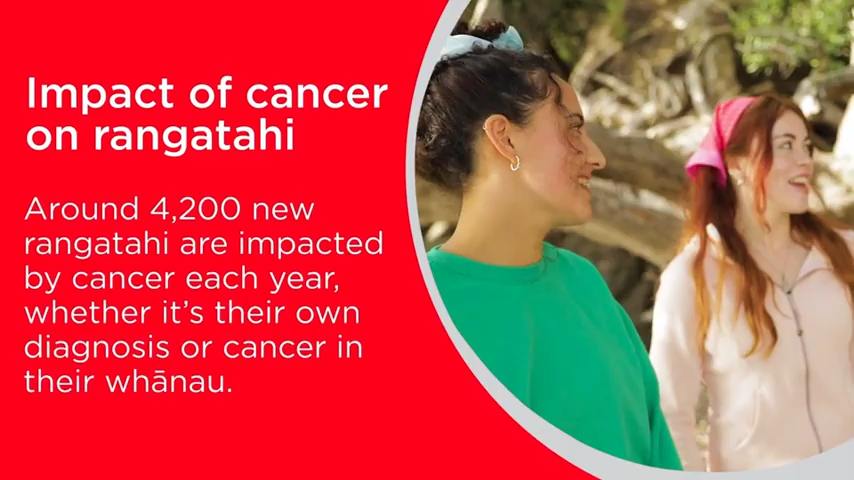 Impact of cancer
on rangatahi
Around 4,200 new
rangatahi are impacted
by cancer each year,
whether it’s their own
diagnosis or cancer in
their whānau.